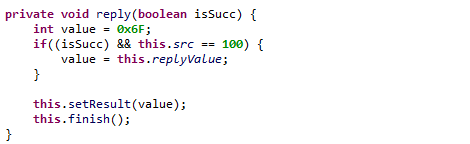 private void reply(boolean isSucc) {
    int value = 0x6F;
    if((isSucc) && this.src == 100) {
        value = this.replyValue;
    }

    this.setResult(value);
    this.finish();
}